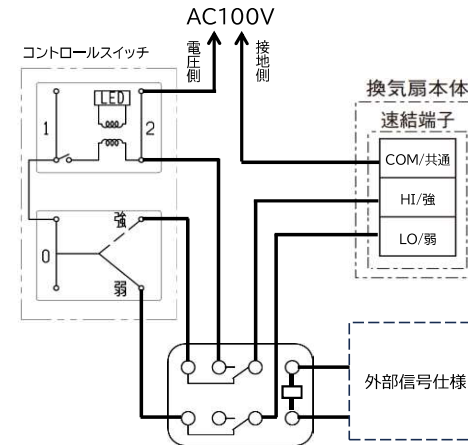 AC100V
コントロールスイッチ
電圧側
接地側
換気扇本体
速結端子
LED
1
2
COM/共通
HI/強
LO/弱
強
0
弱
外部信号仕様